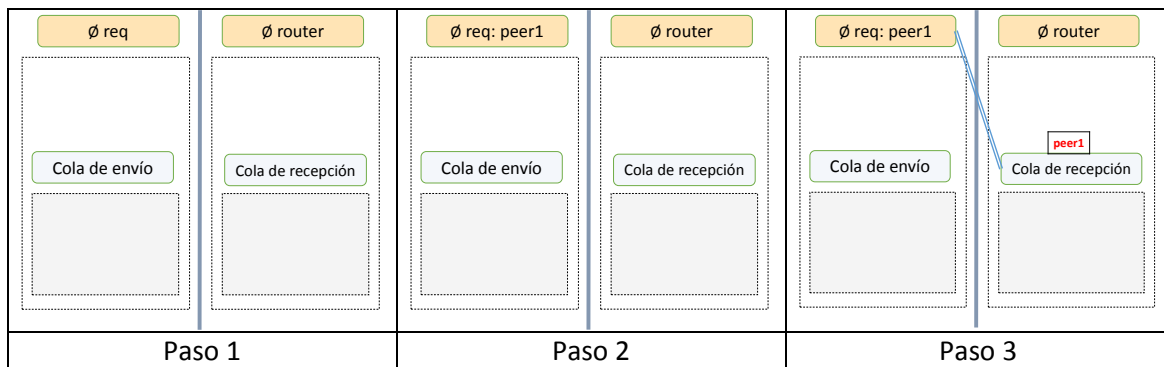 Ø req
Ø router
Cola de envío
Cola de recepción
Paso 1
Ø req: peer1
Ø router
Cola de envío
Cola de recepción
Paso 2
Ø req: peer1
Ø router
peer1
Cola de envío
Cola de recepción
Paso 3